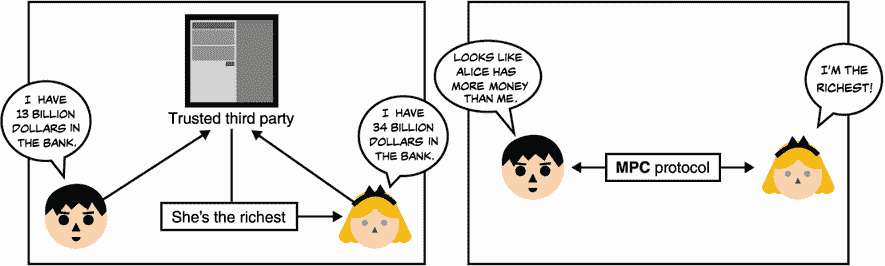 I HAVE
13 BILLION
DOLLARS IN
THE BANK.
Trusted third party
I HAVE
34 BILLION
DOLLARS IN
THE BANK.
She's the richest
LOOKS LIKE
ALICE HAS
MORE MONEY
THAN ME.
I'M THE
RICHEST!
MPC protocol